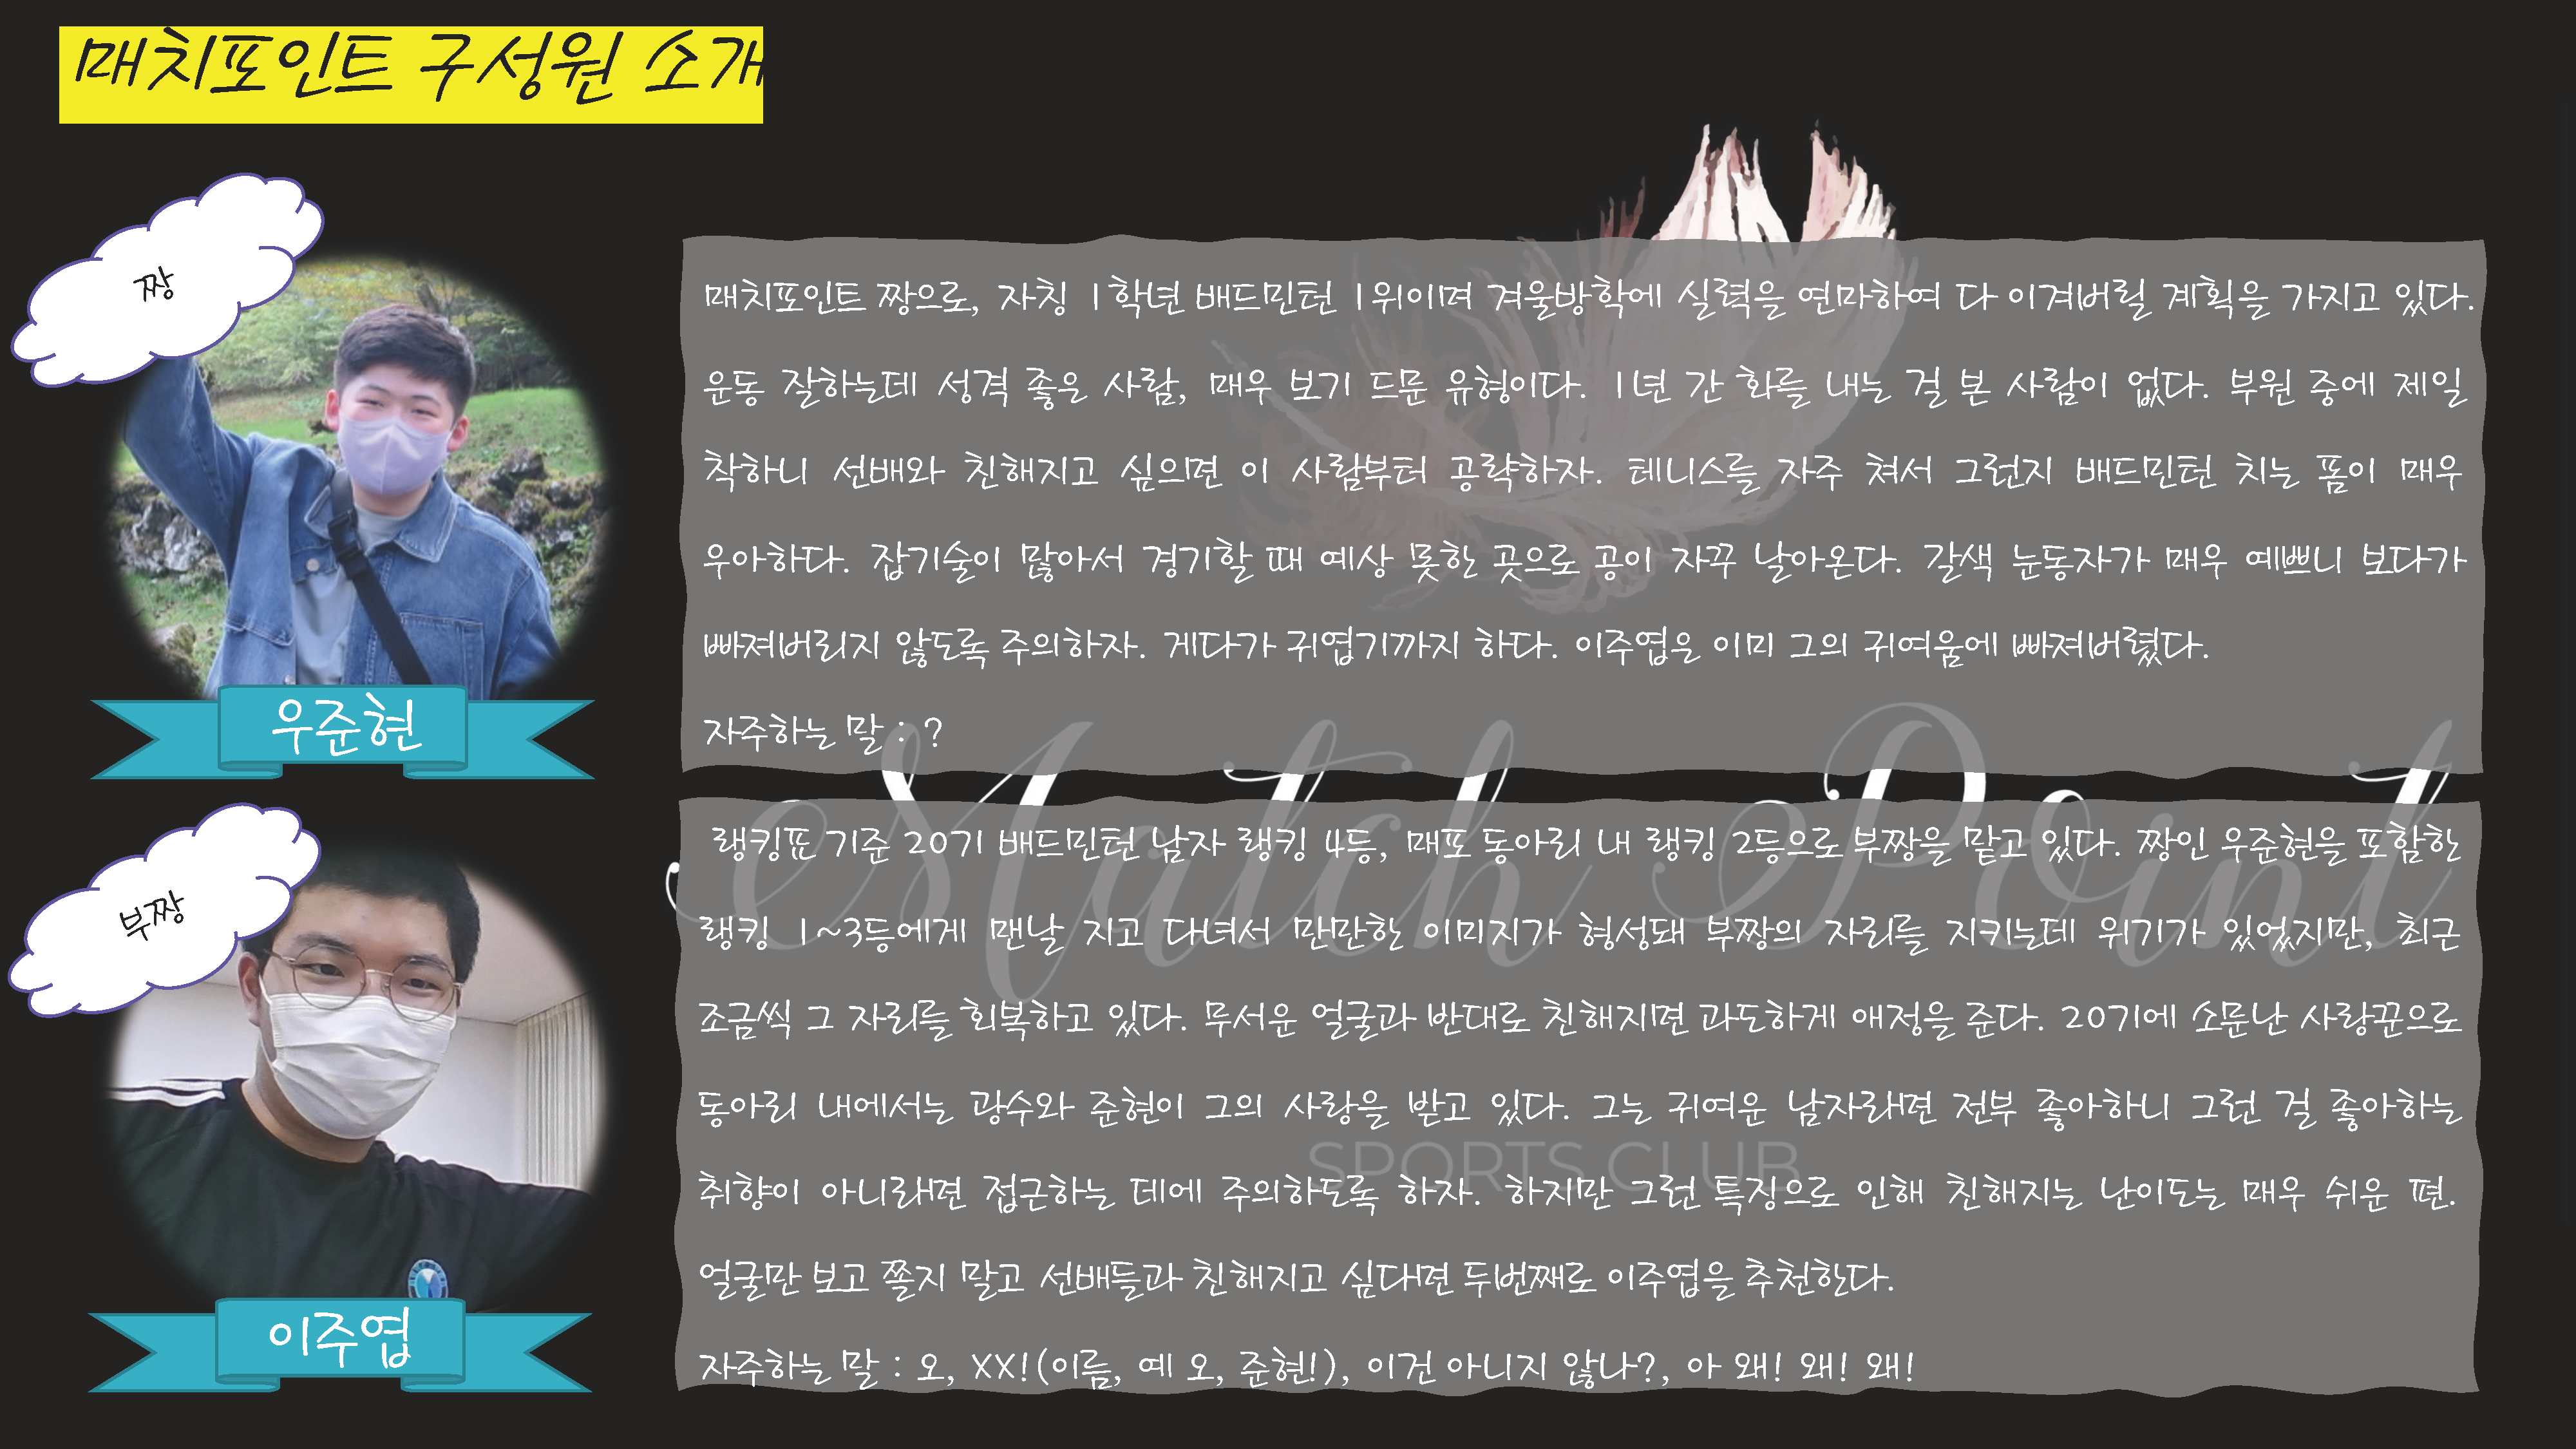 매치포인트 구성원 소개
짱
매치포인트 짱으로, 자칭 1학년 배드민턴 1위이며 겨울방학에 실력을 연마하여 다 이겨버릴 계획을 가지고 있다.
운동 잘하는데 성격 좋은 사람, 매우 보기 드문 유형이다. 1년 간 화를 내는 걸 본 사람이 없다. 부원 중에 제일
착하니 선배와 친해지고 싶으면 이 사람부터 공략하자. 테니스를 자주 쳐서 그런지 배드민턴 치는 폼이 매우
우아하다. 잡기술이 많아서 경기할 때 예상 못한 곳으로 공이 자꾸 날아온다. 갈색 눈동자가 매우 예쁘니 보다가
빠져버리지 않도록 주의하자. 게다가 귀엽기까지 하다. 이주엽은 이미 그의 귀여움에 빠져버렸다.
자주하는 말 : ?
우준현
Match Point
SPORTS CLUB
부짱
랭킹표 기준 20기 배드민턴 남자 랭킹 4등, 매포 동아리 내 랭킹 2등으로 부짱을 맡고 있다. 짱인 우준현을 포함한
랭킹 1~3등에게 맨날 지고 다녀서 만만한 이미지가 형성돼 부짱의 자리를 지키는데 위기가 있었지만, 최근
조금씩 그 자리를 회복하고 있다. 무서운 얼굴과 반대로 친해지면 과도하게 애정을 준다. 20기에 소문난 사랑꾼으로
동아리 내에서는 광수와 준현이 그의 사랑을 받고 있다. 그는 귀여운 남자라면 전부 좋아하니 그런 걸 좋아하는
취향이 아니라면 접근하는 데에 주의하도록 하자. 하지만 그런 특징으로 인해 친해지는 난이도는 매우 쉬운 편.
얼굴만 보고 쫄지 말고 선배들과 친해지고 싶다면 두번째로 이주엽을 추천한다.
자주하는 말 : 오, XX!(이름, 예 오, 준현!), 이건 아니지 않나?, 아 왜! 왜! 왜!
이주엽